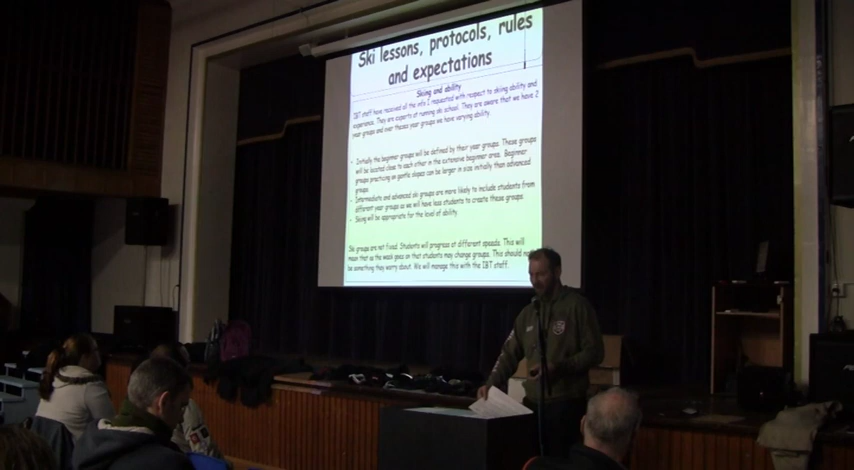 Ski lessons, protocols, rules
and expectations
Skiing and ability
IBT staff have received all the info I requested with respect to skiing ability and
experience. They are experts at running ski school. They are aware that we have 2
year groups and over theses year groups we have varying ability.
• Initially the beginner groups will be defined by their year groups. These groups
will be located close to each other in the extensive beginner area. Beginner
groups practicing on gentle slopes can be larger in size initially than advanced
groups.
• Intermediate and advanced ski groups are more likely to include students from
different year groups as we will have less students to create these groups.
• Skiing will be appropriate for the level of ability.
Ski groups are not fixed. Students will progress at different speeds. This will
mean that as the week goes on that students may change groups. This should not
be something they worry about. We will manage this with the IBT staff.